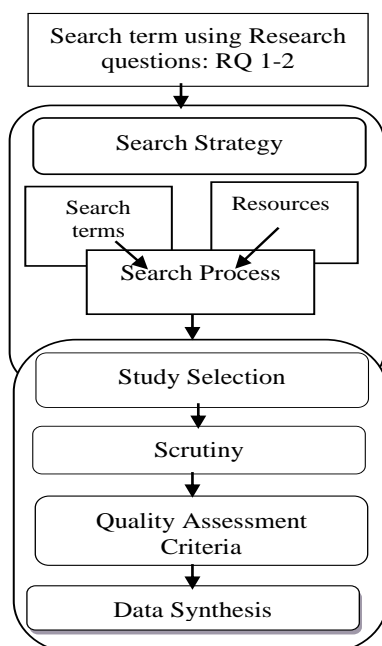 Search term using Research
questions: RQ 1-2
Search Strategy
Search
terms
Resources
Search Process
Study Selection
Scrutiny
Quality Assessment
Criteria
Data Synthesis